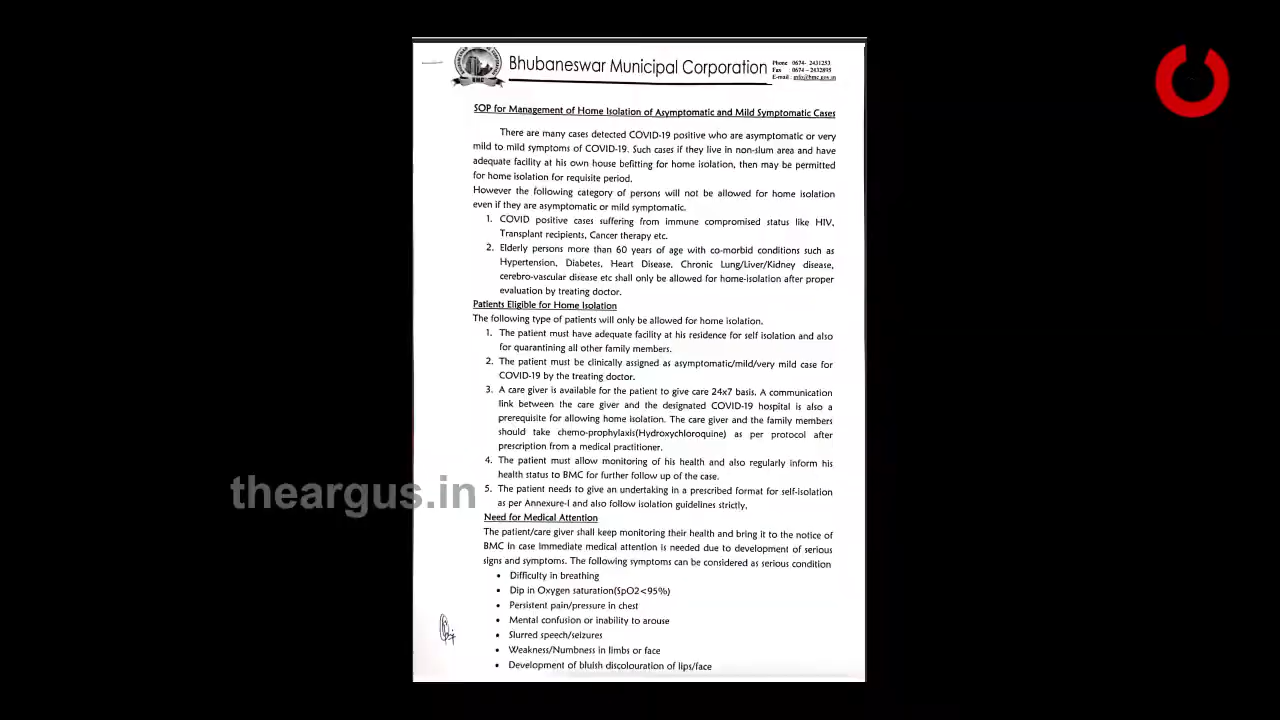 Bhubaneswar Municipal Corporation
Phone 0674- 2431253
Fax 0674 - 2432895
E-mail : info@bmc.gov.in
BMC
SOP for Management of Home Isolation of Asymptomatic and Mild Symptomatic Cases
There are many cases detected COVID-19 positive who are asymptomatic or very
mild to mild symptoms of COVID-19. Such cases if they live in non-slum area and have
adequate facility at his own house befitting for home isolation, then may be permitted
for home isolation for requisite period.
However the following category of persons will not be allowed for home isolation
even if they are asymptomatic or mild symptomatic.
1. COVID positive cases suffering from immune compromised status like HIV,
Transplant recipients, Cancer therapy etc.
2. Elderly persons more than 60 years of age with co-morbid conditions such as
Hypertension, Diabetes, Heart Disease, Chronic Lung/Liver/Kidney disease,
cerebro-vascular disease etc shall only be allowed for home-isolation after proper
evaluation by treating doctor.
Patients Eligible for Home Isolation
The following type of patients will only be allowed for home isolation.
1. The patient must have adequate facility at his residence for self isolation and also
for quarantining all other family members.
2. The patient must be clinically assigned as asymptomatic/mild/very mild case for
COVID-19 by the treating doctor.
3. A care giver is available for the patient to give care 24x7 basis. A communication
link between the care giver and the designated COVID-19 hospital is also a
prerequisite for allowing home isolation. The care giver and the family members
should take chemo-prophylaxis(Hydroxychloroquine) as per protocol after
prescription from a medical practitioner.
4. The patient must allow monitoring of his health and also regularly inform his
health status to BMC for further follow up of the case.
5. The patient needs to give an undertaking in a prescribed format for self-isolation
as per Annexure-I and also follow isolation guidelines strictly.
Need for Medical Attention
The patient/care giver shall keep monitoring their health and bring it to the notice of
BMC in case immediate medical attention is needed due to development of serious
signs and symptoms. The following symptoms can be considered as serious condition
• Difficulty in breathing
• Dip in Oxygen saturation(SpO2<95%)
• Persistent pain/pressure in chest
• Mental confusion or inability to arouse
• Slurred speech/seizures
• Weakness/Numbness in limbs or face
• Development of bluish discolouration of lips/face
theargus.in